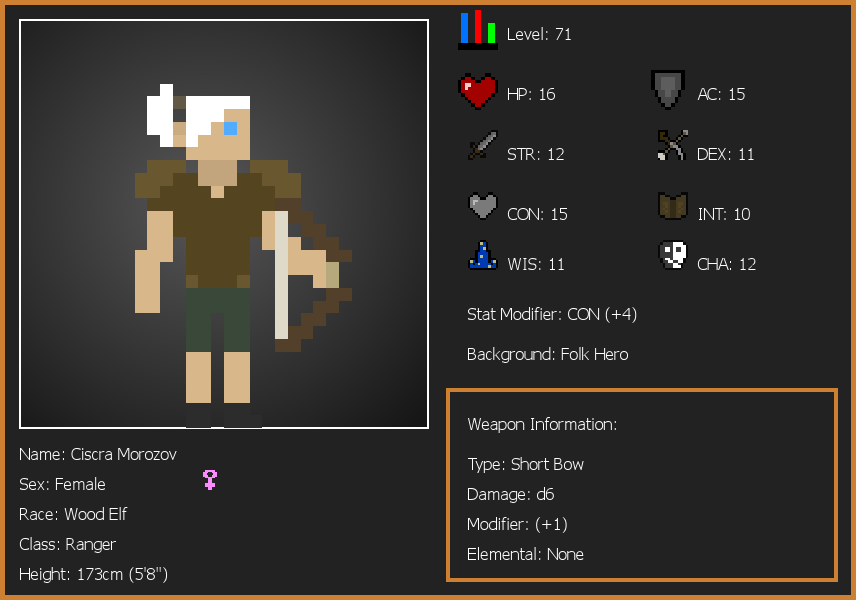 Level: 71
HP: 16
AC: 15
STR: 12
DEX: 11
CON: 15
INT: 10
WIS: 11
CHA: 12
Stat Modifier: CON (+4)
Background: Folk Hero
Weapon Information:
Type: Short Bow
Damage: d6
Modifier: (+1)
Elemental: None
Name: Ciscra Morozov
Sex: Female
Race: Wood Elf
Class: Ranger
Height: 173cm (5'8")